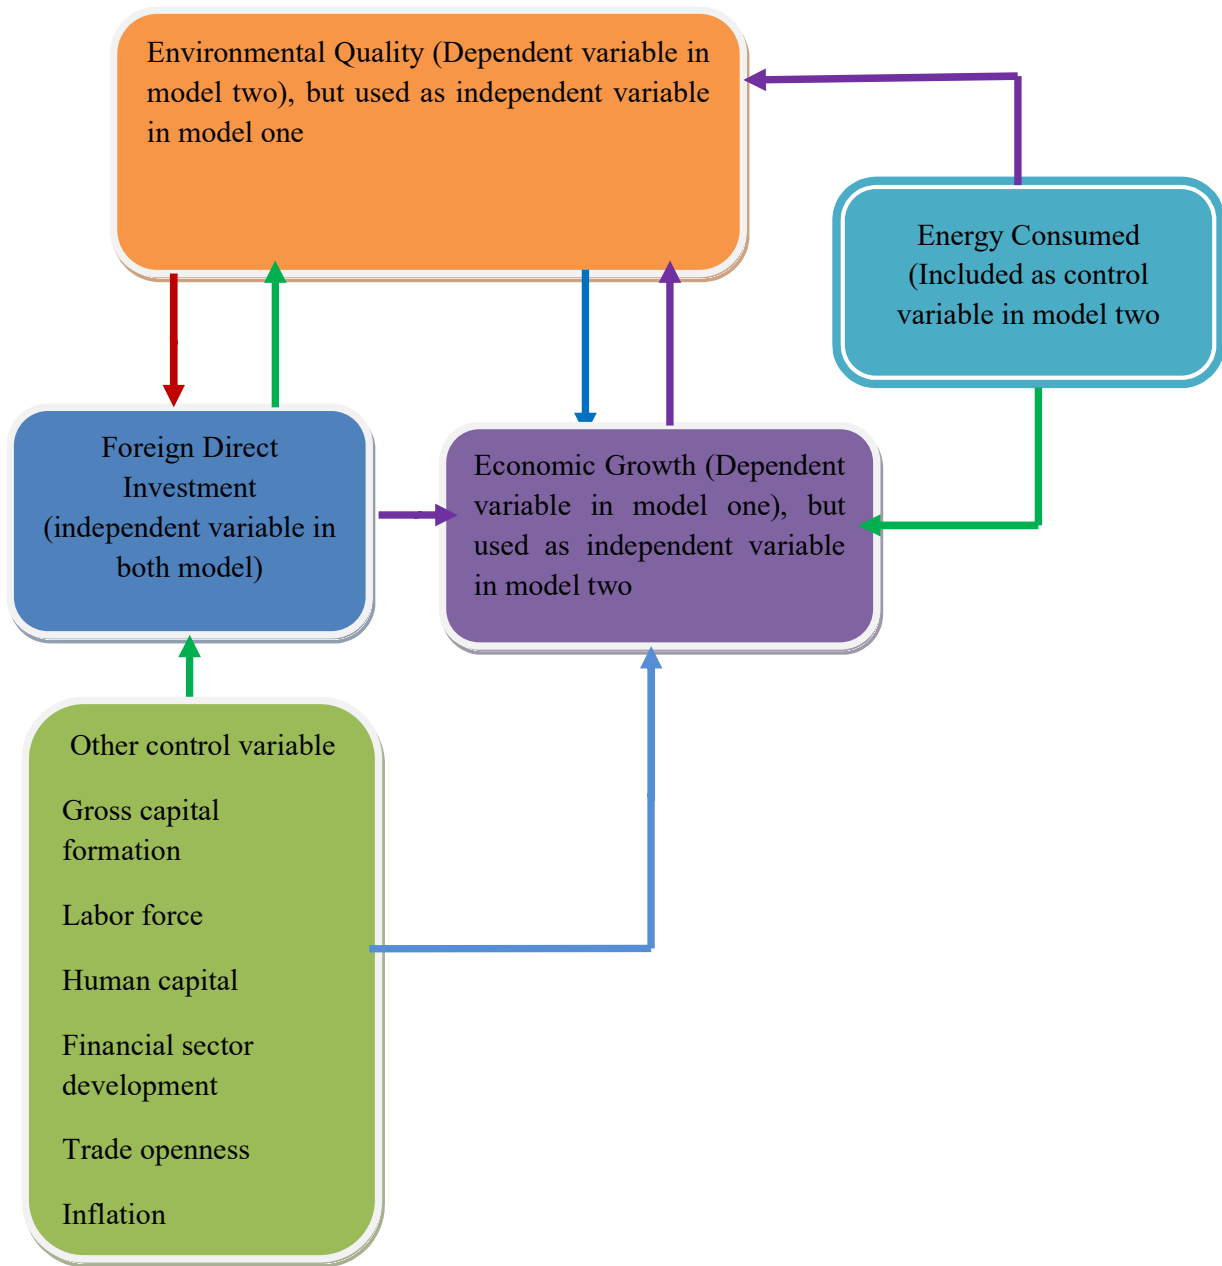 Environmental Quality (Dependent variable in
model two), but used as independent variable
in model one
Energy Consumed
(Included as control
variable in model two
Foreign Direct
Investment
(independent variable in
both model)
Economic Growth (Dependent
variable in model one), but
used as independent variable
in model two
Other control variable
Gross capital
formation
Labor force
Human capital
Financial sector
development
Trade openness
Inflation